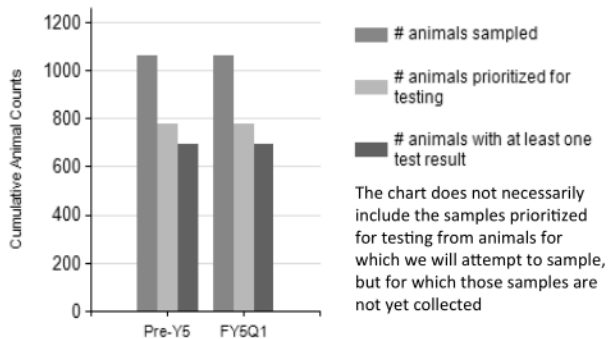 Cumulative Animal Counts
1200
1000
800
600
400
200
0
Pre-Y5
FY5Q1
# animals sampled
# animals prioritized for
testing
# animals with at least one
test result
The chart does not necessarily
include the samples prioritized
for testing from animals for
which we will attempt to sample,
but for which those samples are
not yet collected